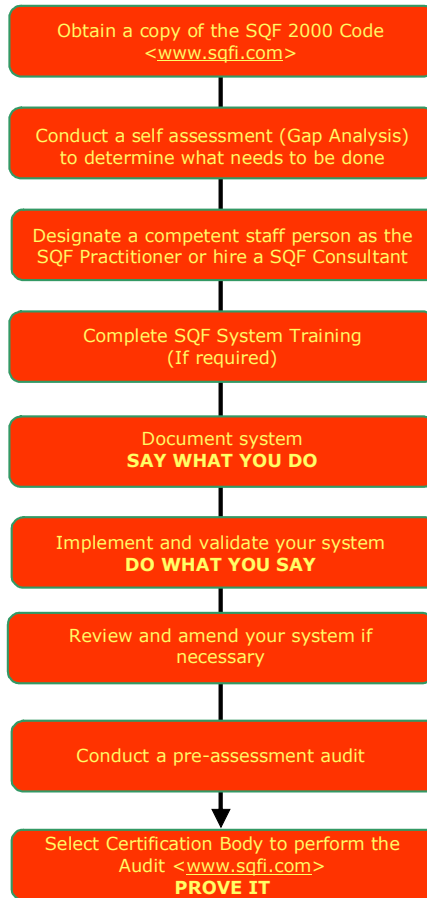 Obtain a copy of the SQF 2000 Code
<www.sqfi.com>
Conduct a self assessment (Gap Analysis)
to determine what needs to be done
Designate a competent staff person as the
SQF Practitioner or hire a SQF Consultant
Complete SQF System Training
(If required)
Document system
SAY WHAT YOU DO
Implement and validate your system
DO WHAT YOU SAY
Review and amend your system if
necessary
Conduct a pre-assessment audit
Select Certification Body to perform the
Audit <www.sqfi.com>
PROVE IT